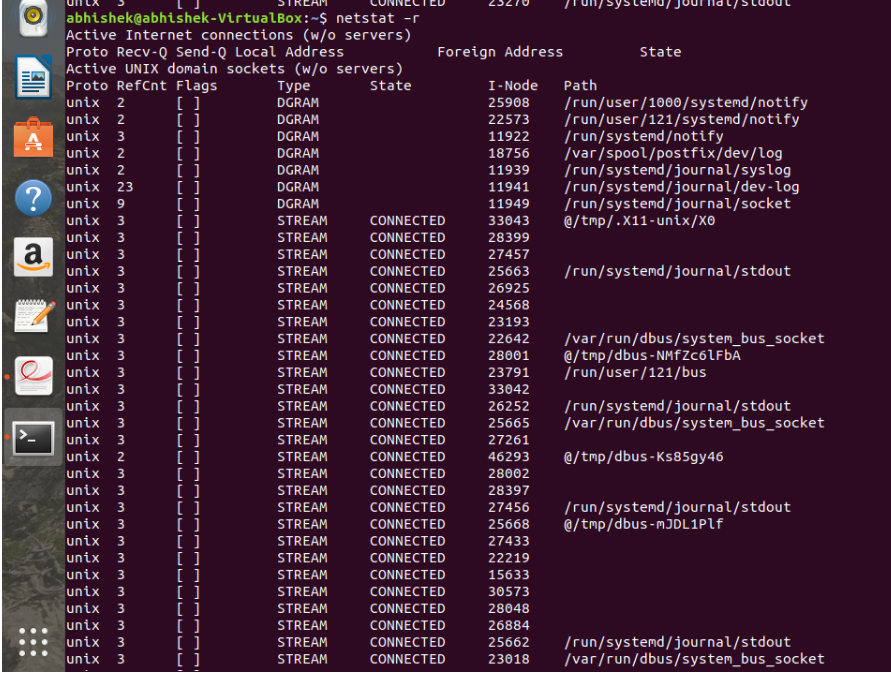 unix 3 [ ] STREAM CONNECTED 23270 /run/systemd/journal/stdout
abhishek@abhishek-VirtualBox:~$ netstat -r
Active Internet connections (w/o servers)
Proto Recv-Q Send-Q Local Address Foreign Address State
Active UNIX domain sockets (w/o servers)
Proto RefCnt Flags Type State I-Node Path
unix 2 [ ] DGRAM 25908 /run/user/1000/systemd/notify
unix 2 [ ] DGRAM 22573 /run/user/121/systemd/notify
unix 3 [ ] DGRAM 11922 /run/systemd/notify
unix 2 [ ] DGRAM 18756 /var/spool/postfix/dev/log
unix 2 [ ] DGRAM 11939 /run/systemd/journal/syslog
unix 23 [ ] DGRAM 11941 /run/systemd/journal/dev-log
unix 9 [ ] DGRAM 11949 /run/systemd/journal/socket
unix 3 [ ] STREAM CONNECTED 33043 @/tmp/.X11-unix/X0
unix 3 [ ] STREAM CONNECTED 28399
unix 3 [ ] STREAM CONNECTED 27457
unix 3 [ ] STREAM CONNECTED 25663 /run/systemd/journal/stdout
unix 3 [ ] STREAM CONNECTED 26925
unix 3 [ ] STREAM CONNECTED 24568
unix 3 [ ] STREAM CONNECTED 23193
unix 3 [ ] STREAM CONNECTED 22642 /var/run/dbus/system_bus_socket
unix 3 [ ] STREAM CONNECTED 28001 @/tmp/dbus-NMfZc6lFbA
unix 3 [ ] STREAM CONNECTED 23791 /run/user/121/bus
unix 3 [ ] STREAM CONNECTED 33042
unix 3 [ ] STREAM CONNECTED 26252 /run/systemd/journal/stdout
unix 3 [ ] STREAM CONNECTED 25665 /var/run/dbus/system_bus_socket
unix 3 [ ] STREAM CONNECTED 27261
unix 2 [ ] STREAM CONNECTED 46293 @/tmp/dbus-Ks85gy46
unix 3 [ ] STREAM CONNECTED 28002
unix 3 [ ] STREAM CONNECTED 28397
unix 3 [ ] STREAM CONNECTED 27456 /run/systemd/journal/stdout
unix 3 [ ] STREAM CONNECTED 25668 @/tmp/dbus-mJDL1Plf
unix 3 [ ] STREAM CONNECTED 27433
unix 3 [ ] STREAM CONNECTED 22219
unix 3 [ ] STREAM CONNECTED 15633
unix 3 [ ] STREAM CONNECTED 30573
unix 3 [ ] STREAM CONNECTED 28048
unix 3 [ ] STREAM CONNECTED 26884
unix 3 [ ] STREAM CONNECTED 25662 /run/systemd/journal/stdout
unix 3 [ ] STREAM CONNECTED 23018 /var/run/dbus/system_bus_socket